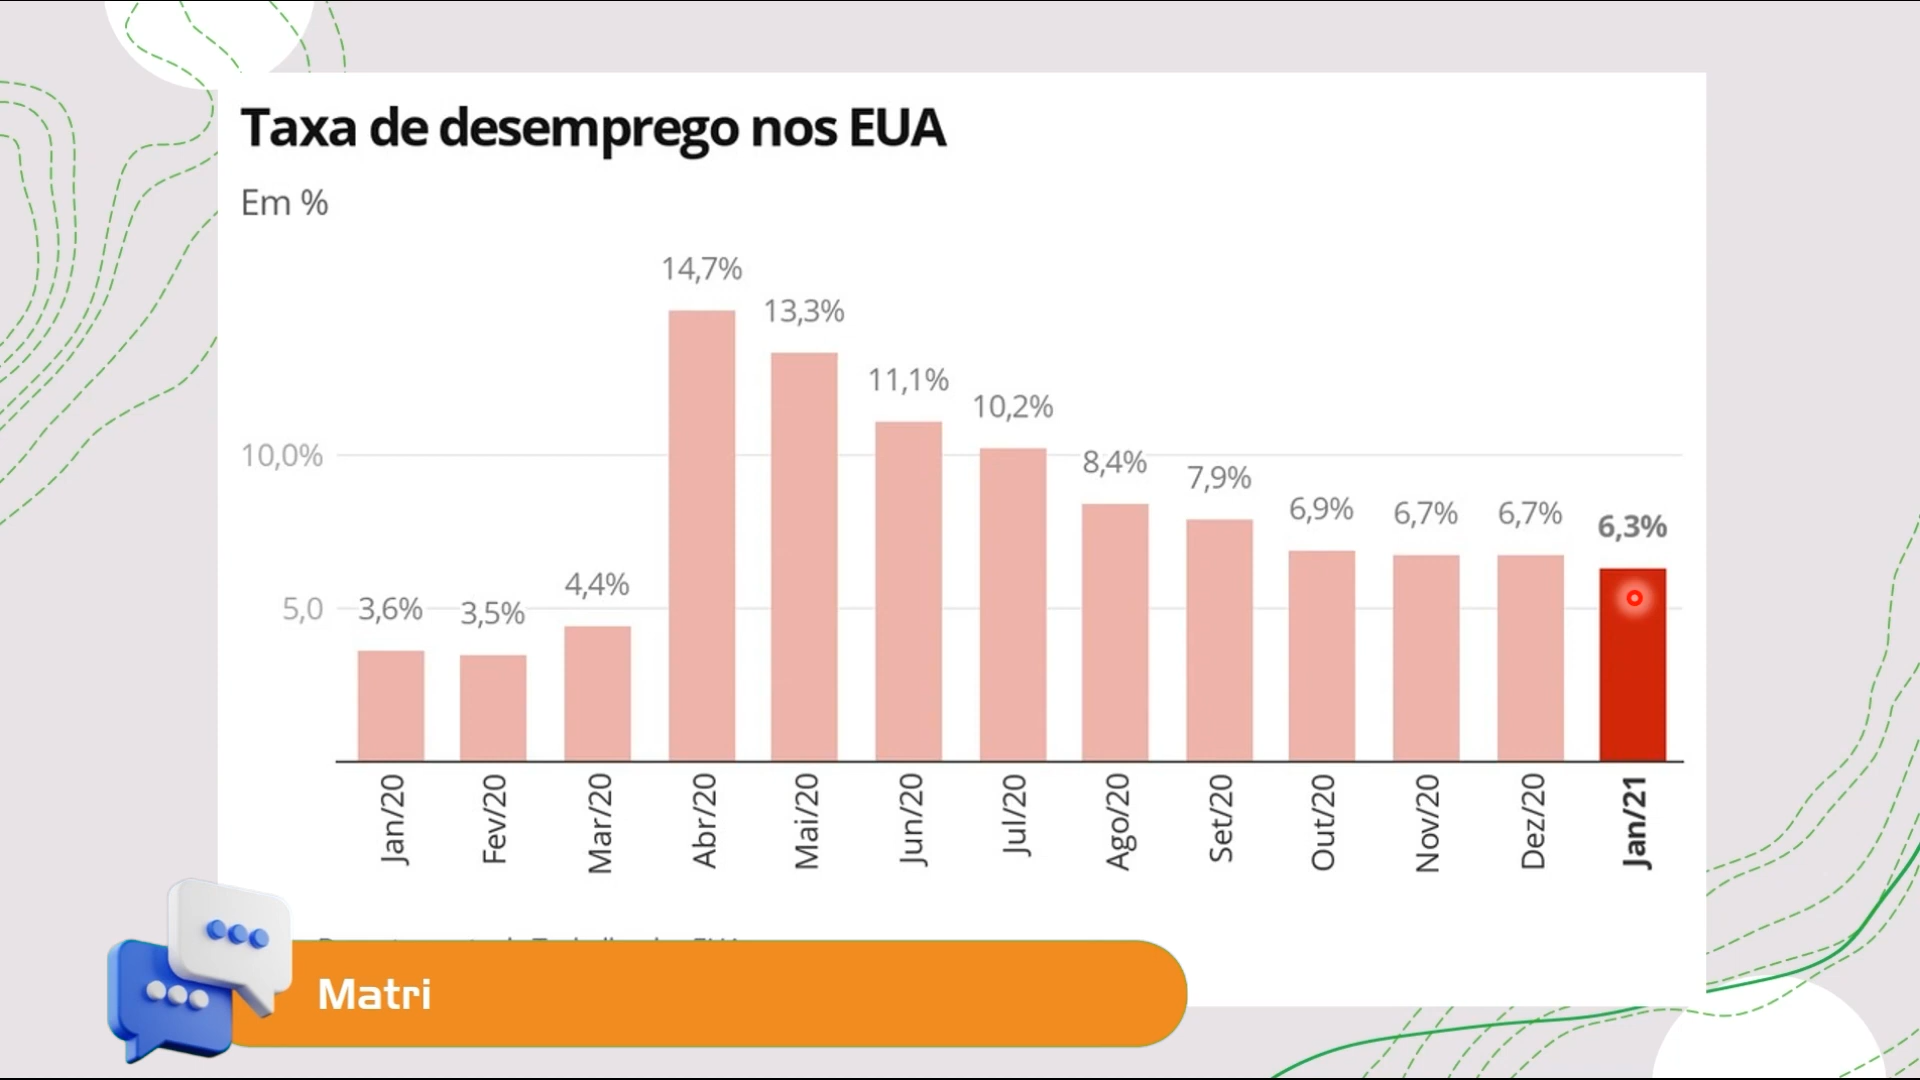 Taxa de desemprego nos EUA
Em %
14,7%
13,3%
11,1%
10,2%
10,0%
8,4%
7,9%
6,9%
6,7%
6,7%
6,3%
4,4%
5,0
3,6%
3,5%
Jan/20
Fev/20
Mar/20
Abr/20
Mai/20
Jun/20
Jul/20
Ago/20
Set/20
Out/20
Nov/20
Dez/20
Jan/21
Matri